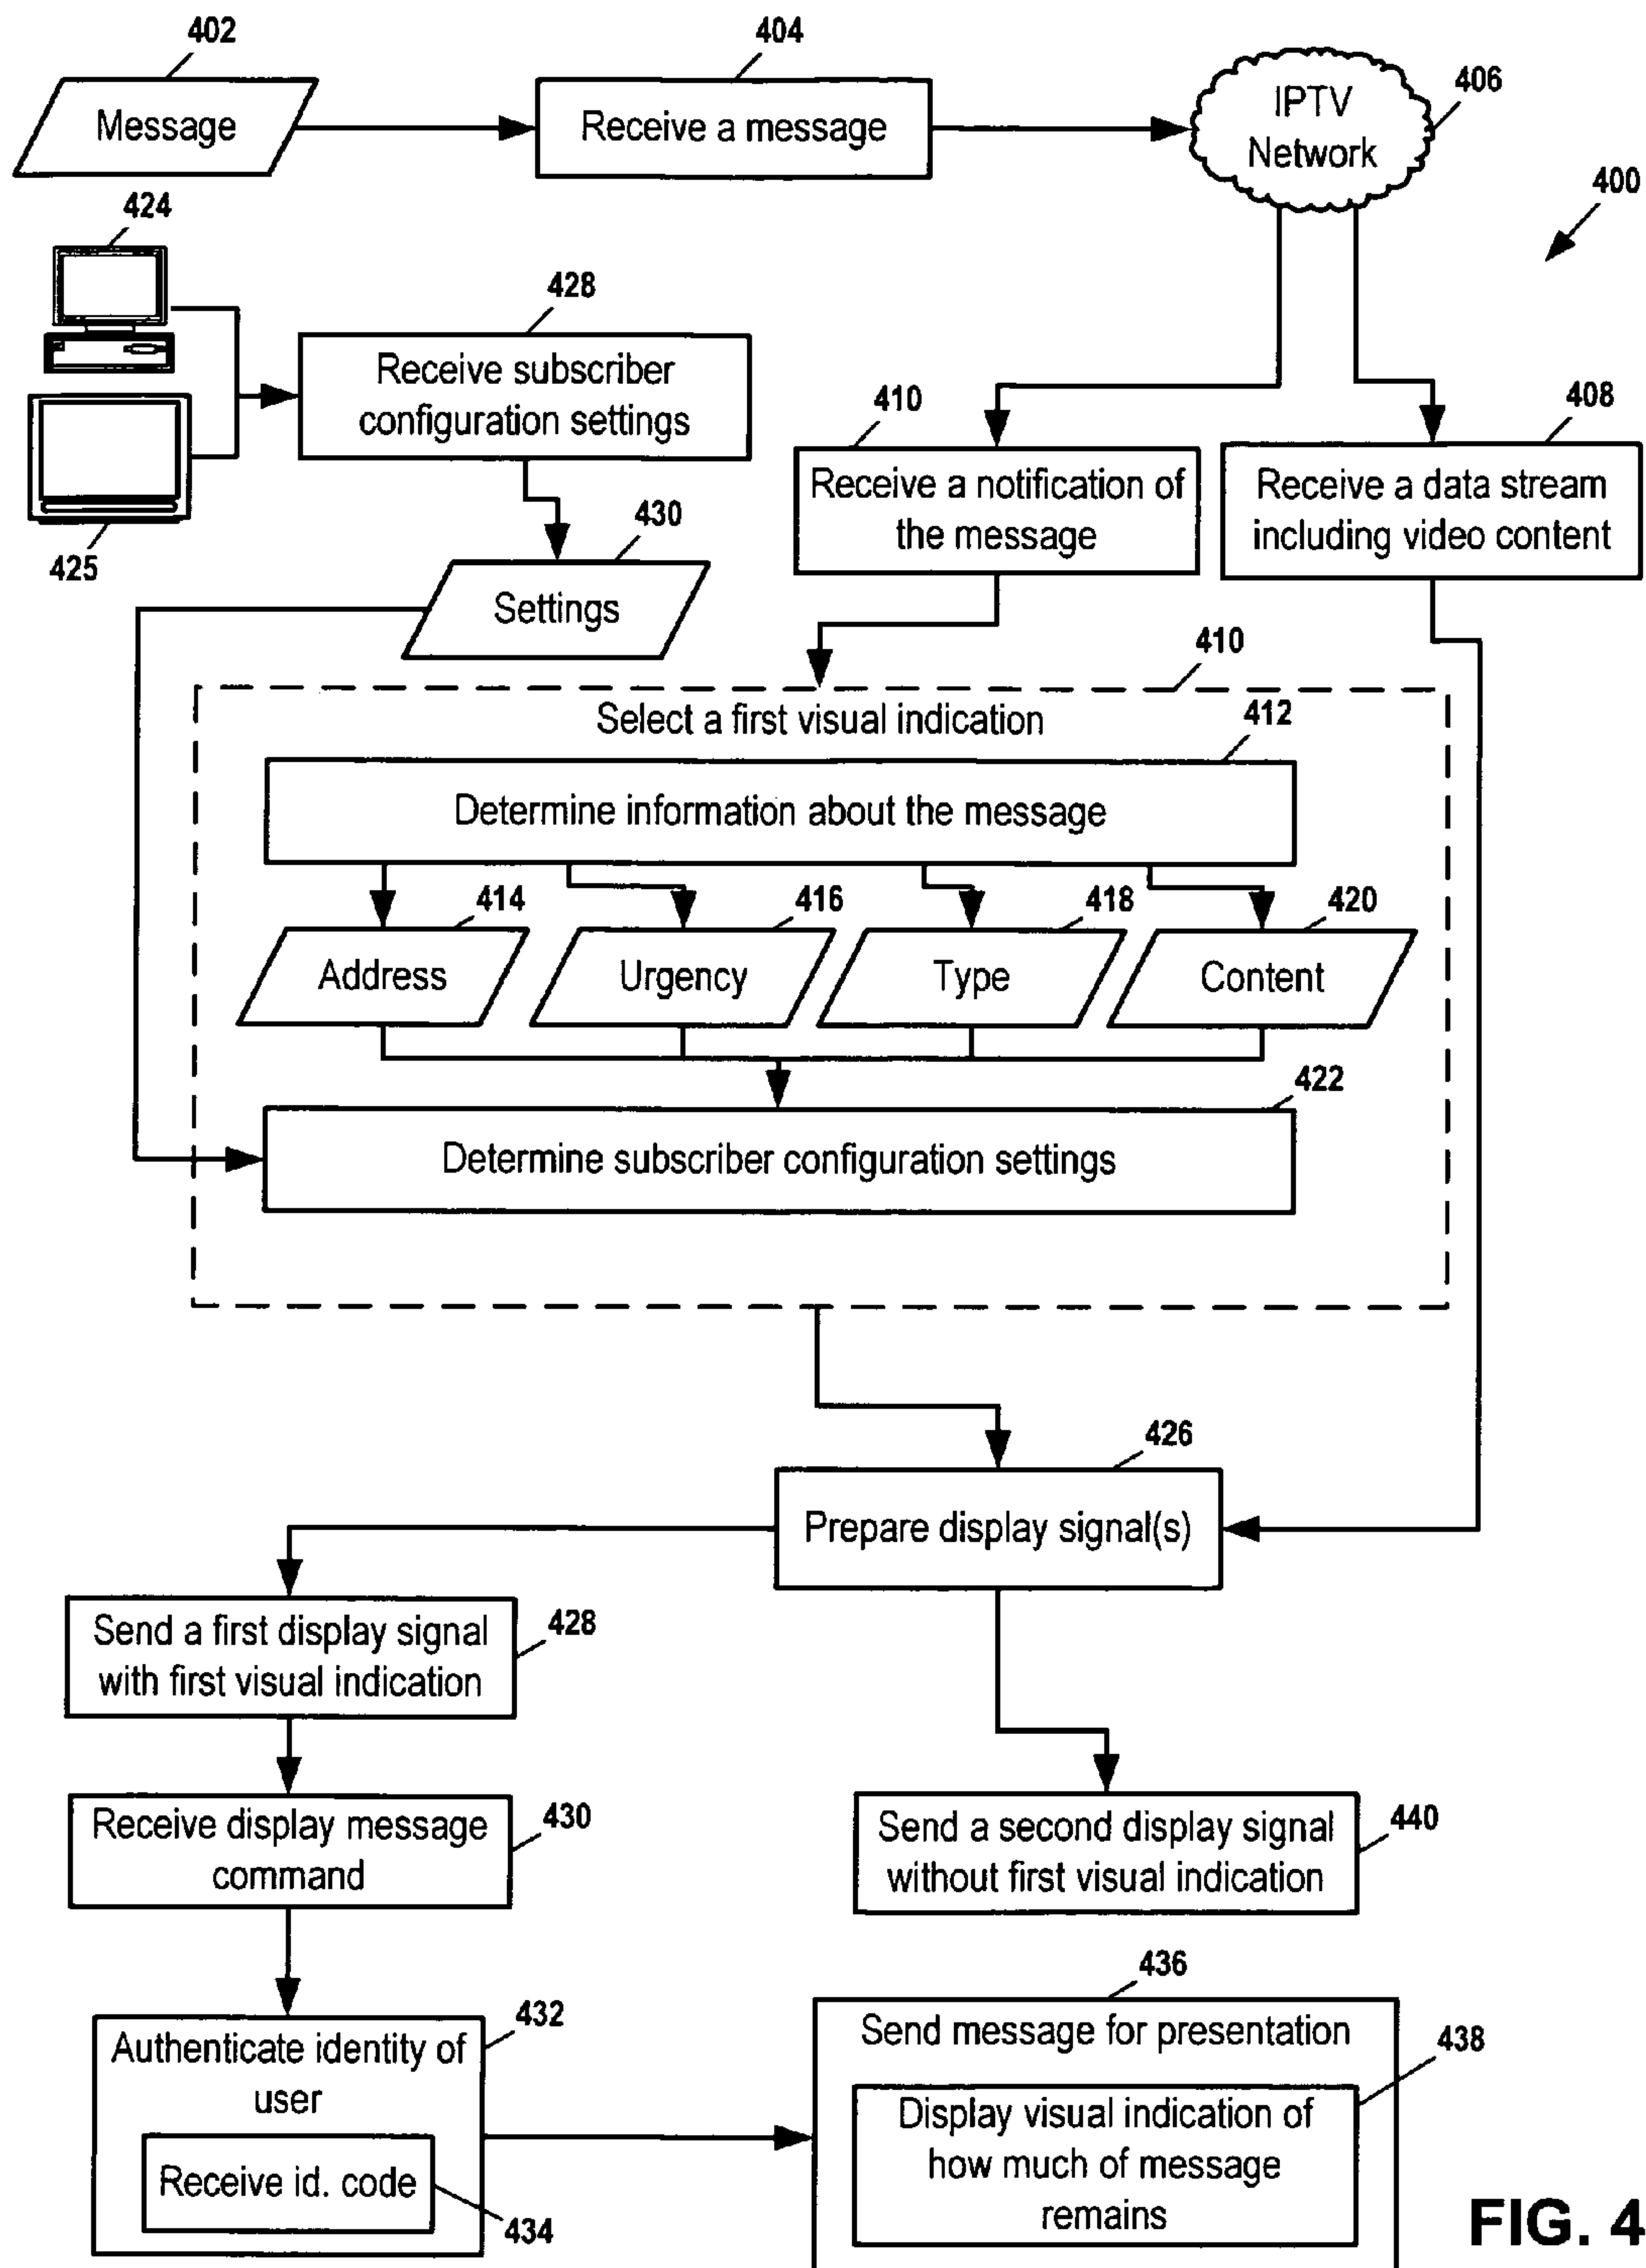 402
404
Message
Receive a message
IPTV
Network
406
400
424
428
Receive subscriber
configuration settings
410
408
Receive a notification of
the message
Receive a data stream
including video content
425
430
Settings
410
Select a first visual indication
412
Determine information about the message
414
416
418
420
Address
Urgency
Type
Content
422
Determine subscriber configuration settings
426
Prepare display signal(s)
Send a first display signal
with first visual indication
428
Receive display message
command
430
Send a second display signal
without first visual indication
440
432
Authenticate identity of
user
Receive id. code
434
436
Send message for presentation
438
Display visual indication of
how much of message
remains
FIG. 4